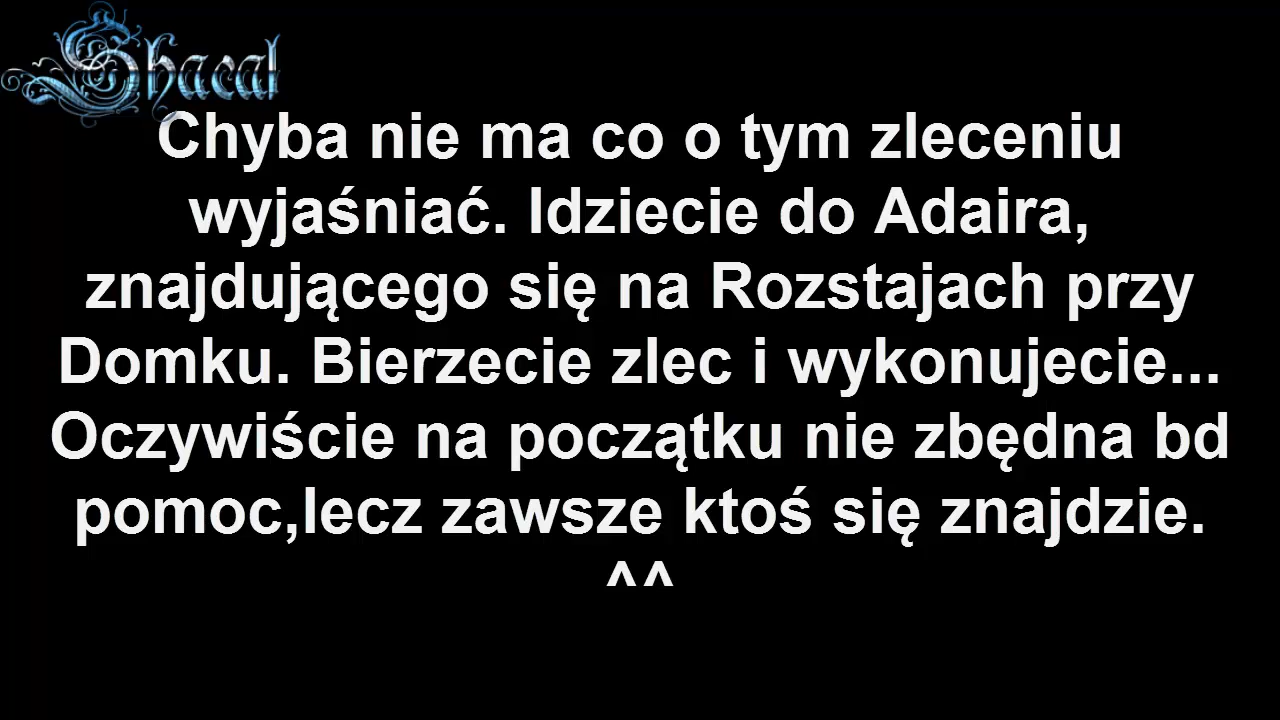 Shacal
Chyba nie ma co o tym zleceniu
wyjaśniać. Idziecie do Adaira,
znajdującego się na Rozstajach przy
Domku. Bierzecie zlec i wykonujecie...
Oczywiście na początku nie zbędna bd
pomoc,lecz zawsze ktoś się znajdzie.
^^